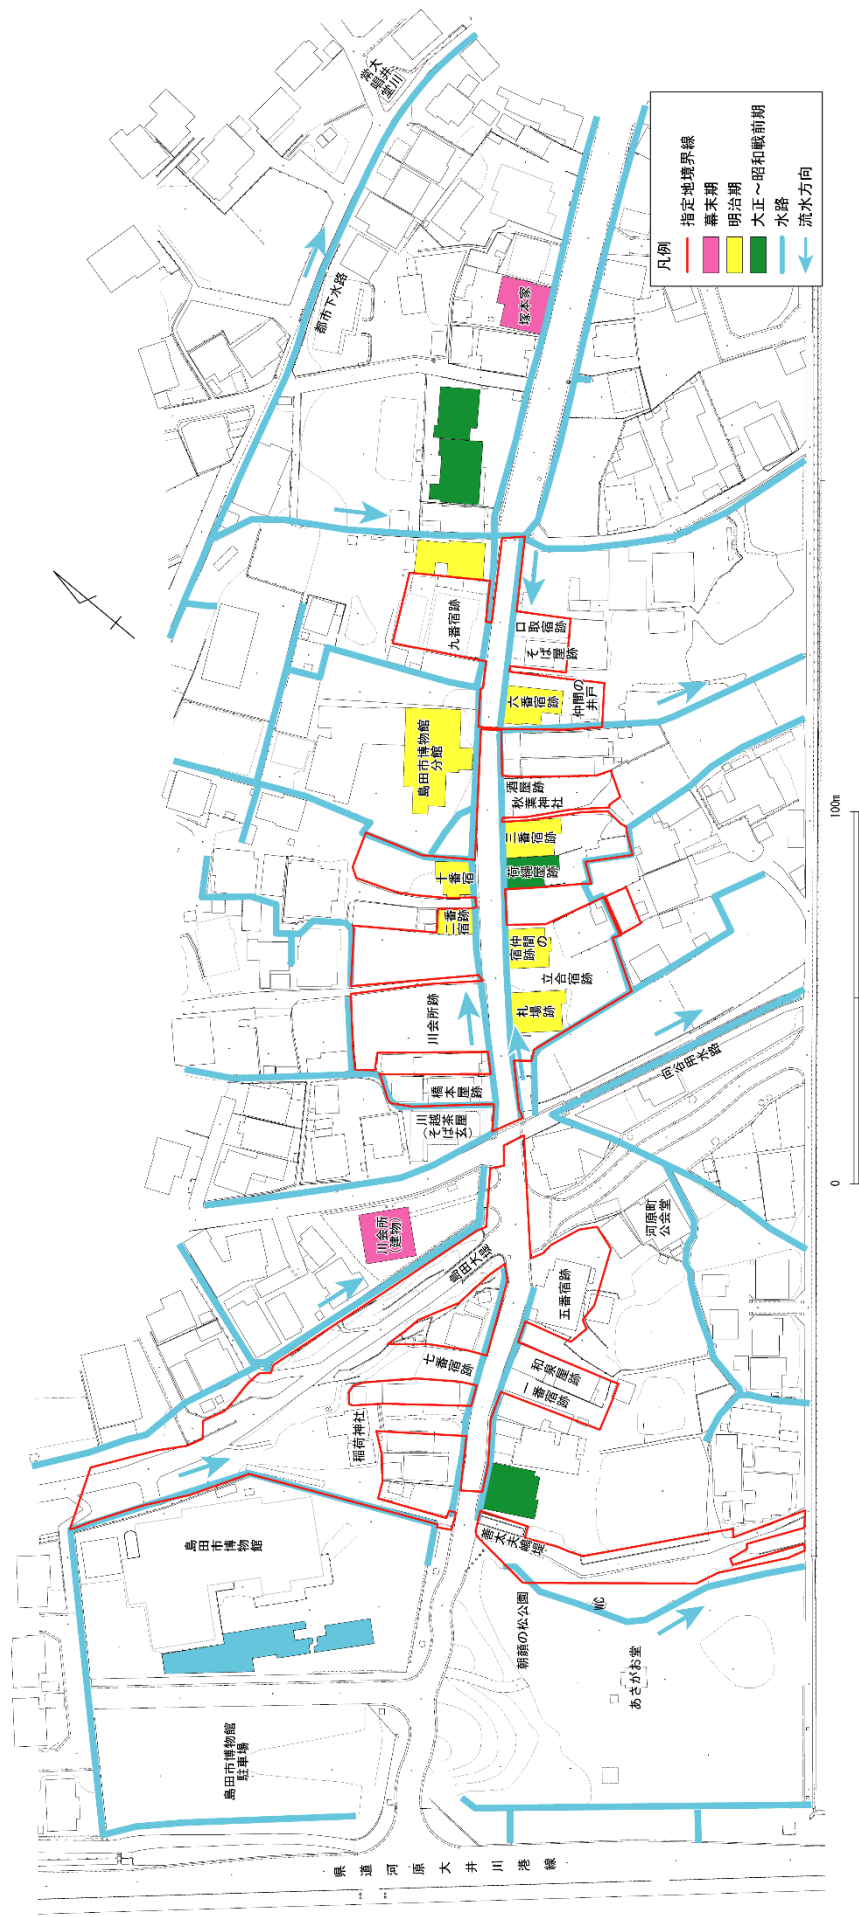 凡例
指定地境界線
幕末期
明治期
大正～昭和戦前期
水路
流水方向
大井川
常唱堂
都市下水路
塚本家
九番宿跡
口取宿跡
そば屋跡
六番宿跡
仲間の
井戸
島田市博物館
分館
酒屋跡
秋葉神社
三番宿跡
荷縄屋跡
十番宿
二番
宿跡
仲間の
宿跡
立合宿跡
札場跡
川会所跡
橋本屋跡
川越茶屋
(そば玄)
向谷用水路
川会所
(建物)
島田大堤
河原町
公会堂
五番宿跡
七番宿跡
和泉屋跡
一番宿跡
稲荷神社
島田市博物館
善太夫嶋堤
朝顔の松公園
WC
あさがお堂
島田市博物館
駐車場
県道河原大井川港線
0
100m